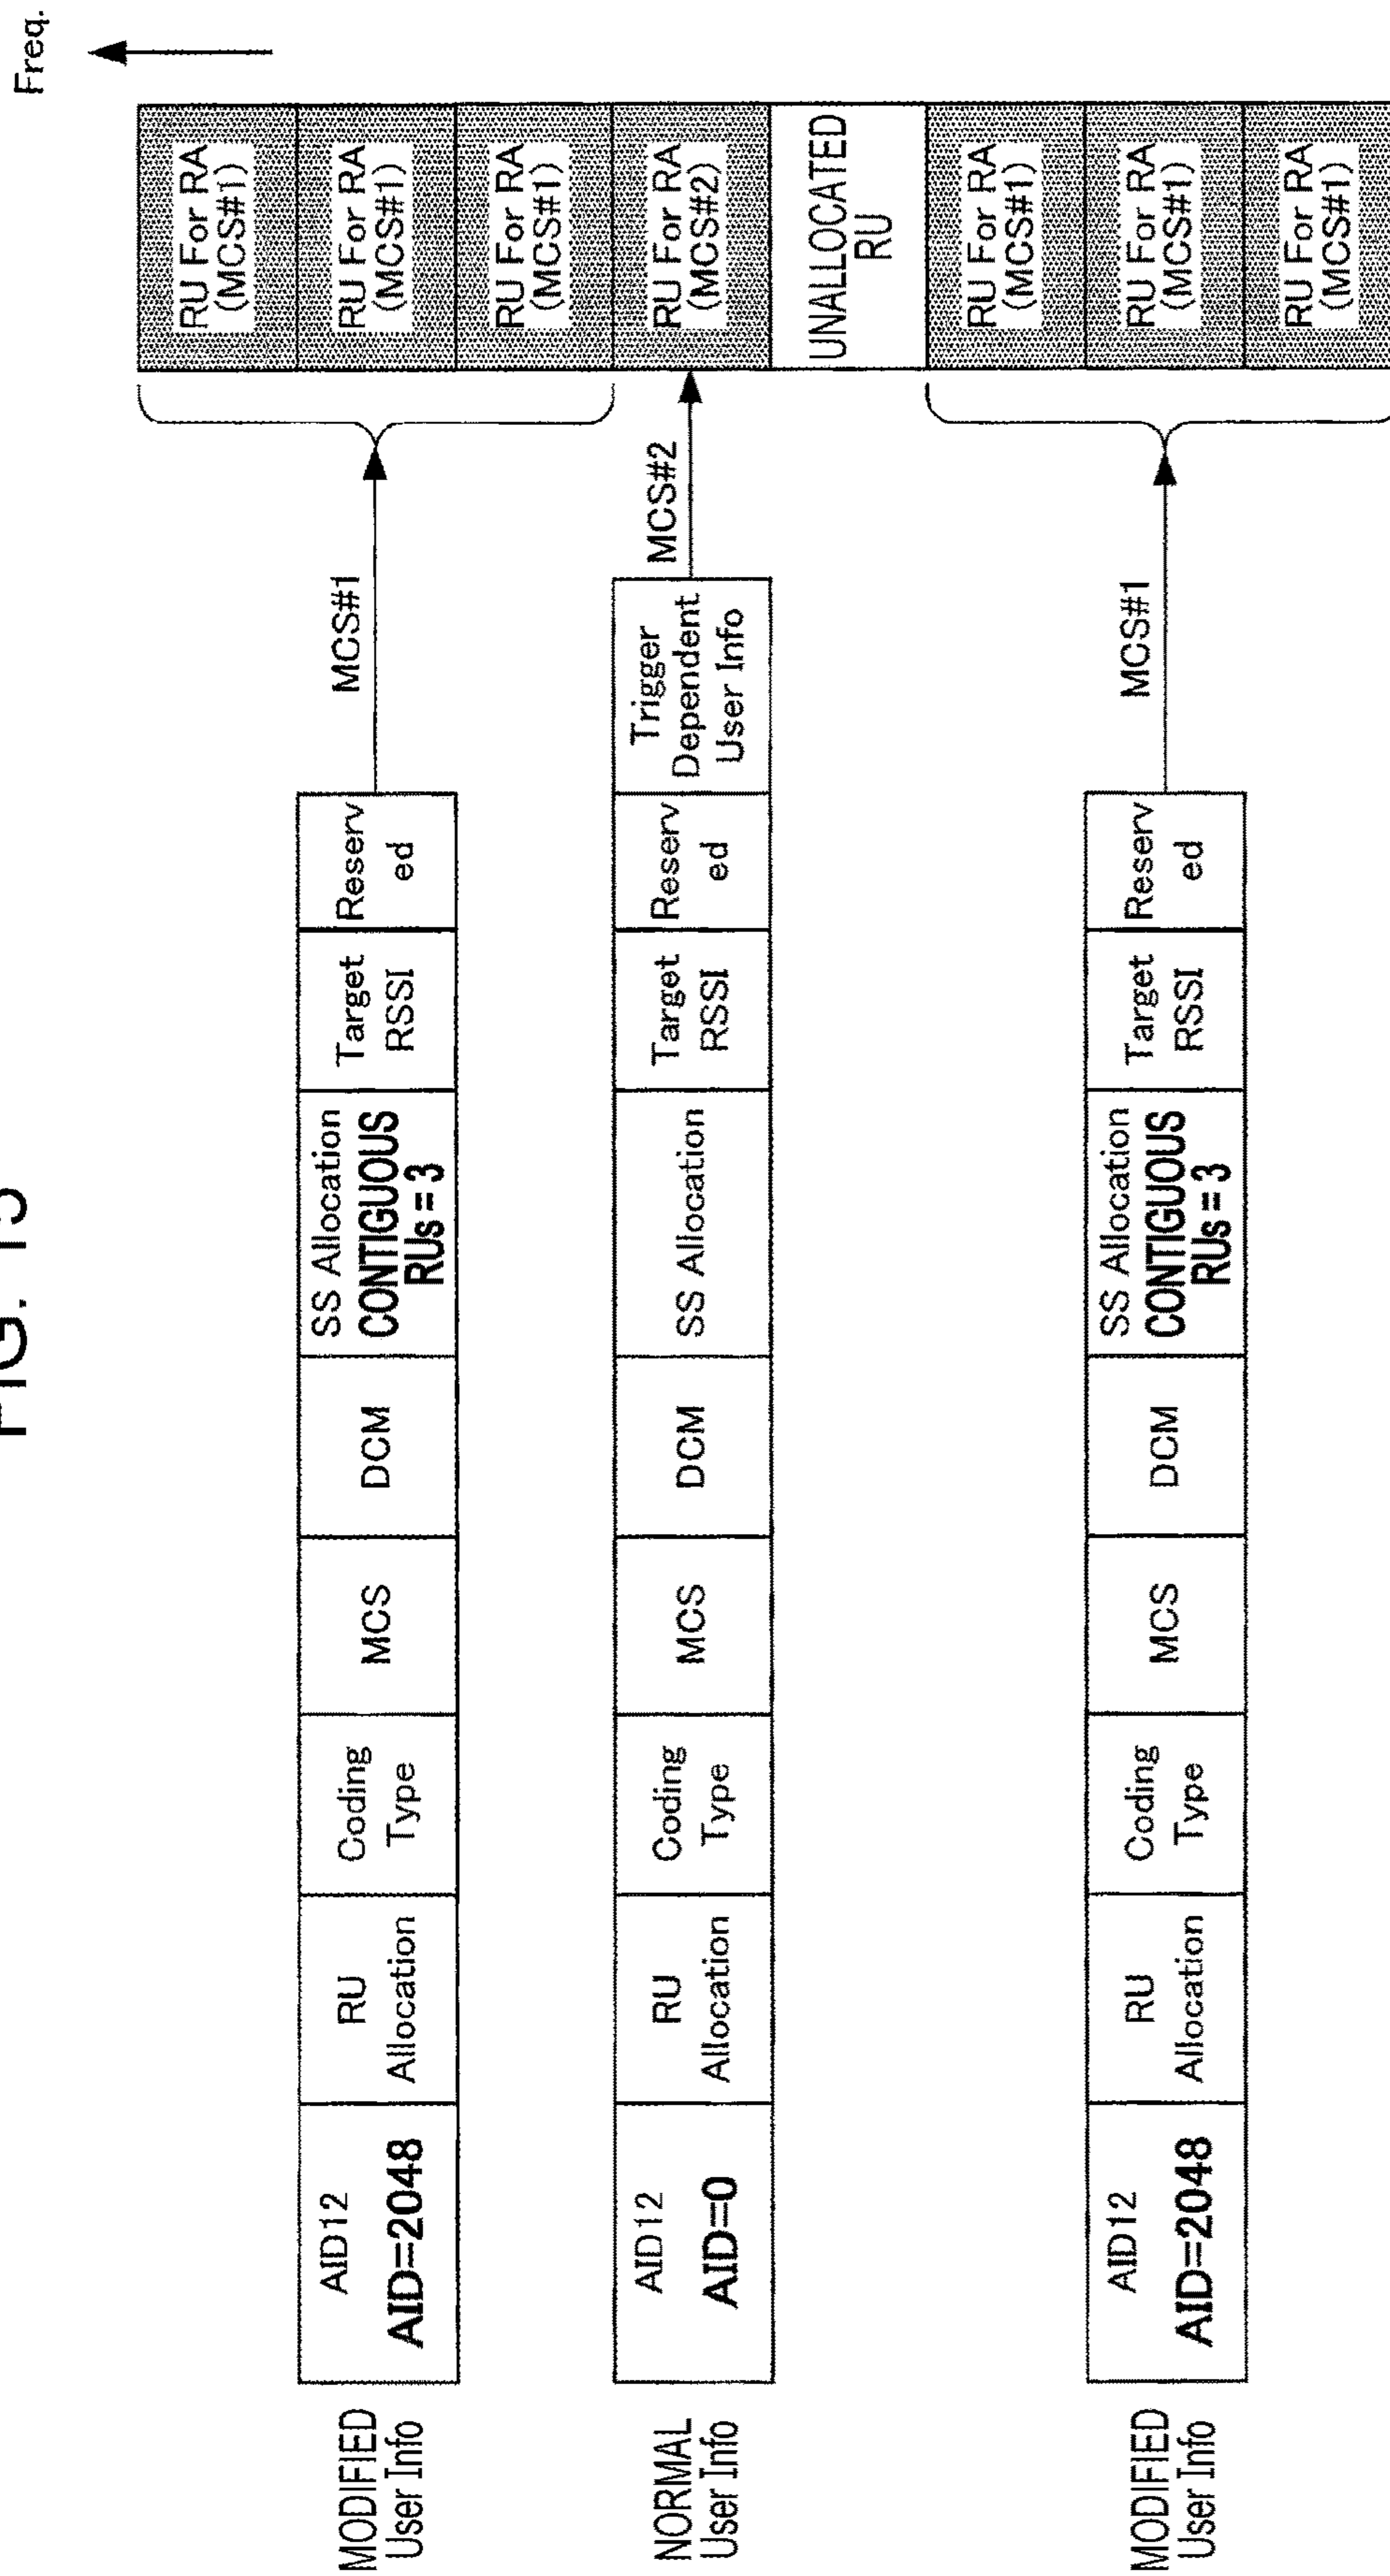 FIG.
Freq.
MODIFIED
User Info
AID12
AID=2048
RU
Allocation
Coding
Type
MCS
DCM
SS Allocation
CONTIGUOUS
RUs = 3
Target
RSSI
Reserv
ed
MCS#1
RU For RA
(MCS#1)
RU For RA
(MCS#1)
RU For RA
(MCS#1)
NORMAL
User Info
AID12
AID=0
RU
Allocation
Coding
Type
MCS
DCM
SS Allocation
Target
RSSI
Reserv
ed
Trigger
Dependent
User Info
MCS#2
RU For RA
(MCS#2)
UNALLOCATED
RU
MODIFIED
User Info
AID12
AID=2048
RU
Allocation
Coding
Type
MCS
DCM
SS Allocation
CONTIGUOUS
RUs = 3
Target
RSSI
Reserv
ed
MCS#1
RU For RA
(MCS#1)
RU For RA
(MCS#1)
RU For RA
(MCS#1)